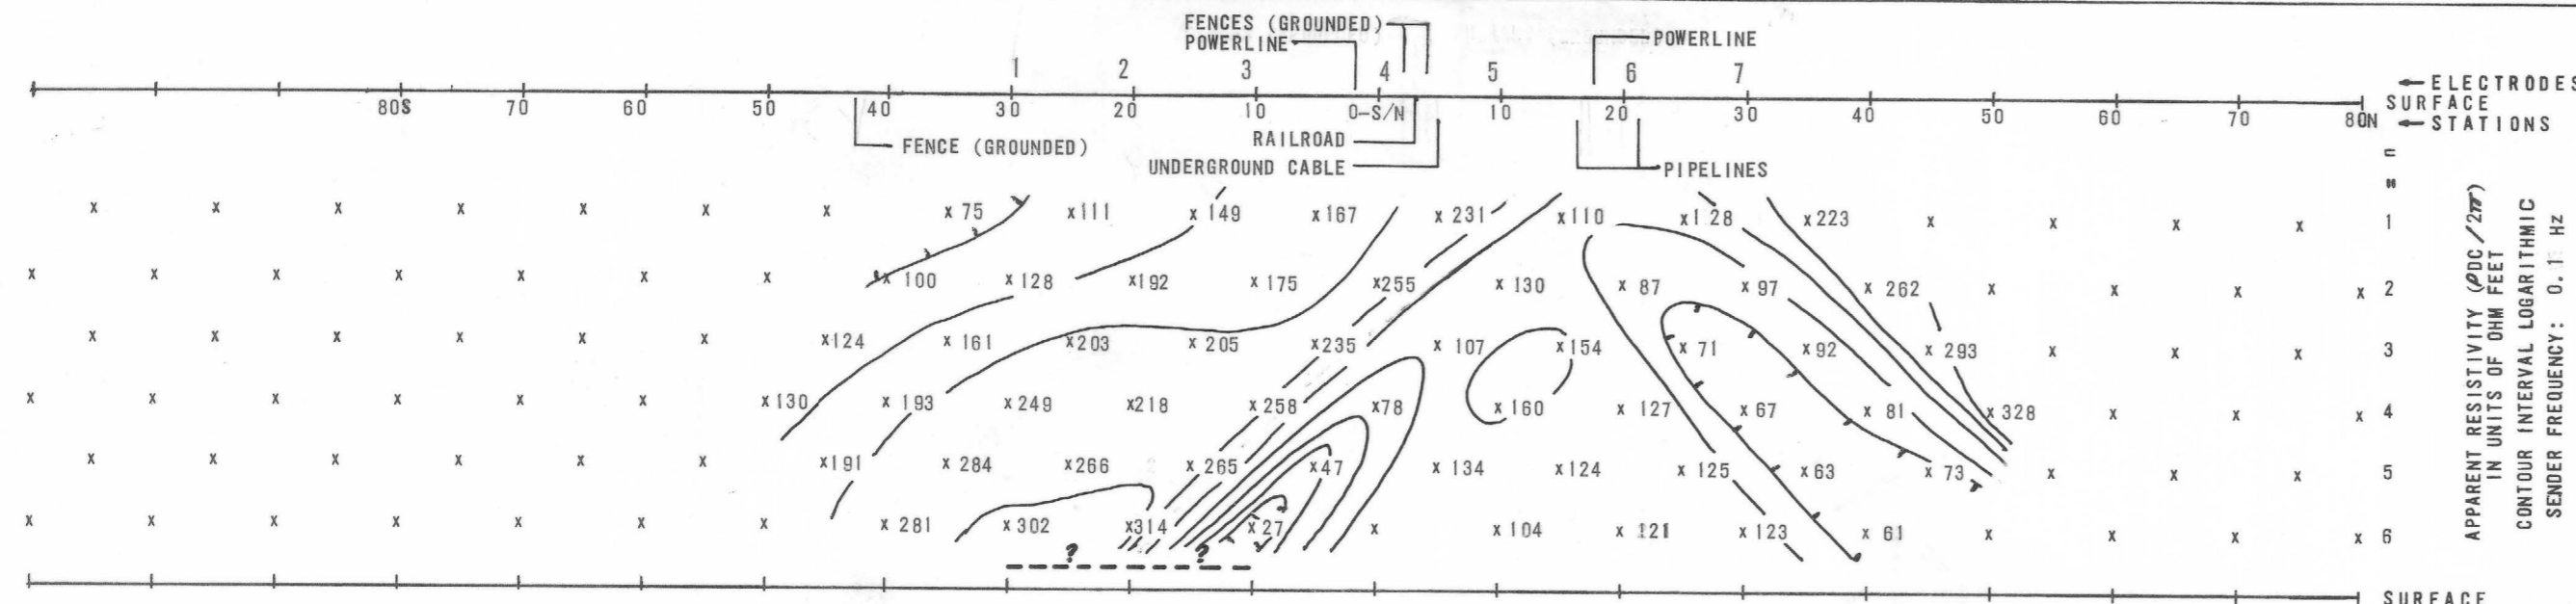 FENCES (GROUNDED)
POWERLINE
POWERLINE
1 2 3 4 5 6 7
←ELECTRODES
SURFACE
80S 70 60 50 40 30 20 10 0-S/N 10 20 30 40 50 60 70 80N ←STATIONS
FENCE (GROUNDED)
RAILROAD
UNDERGROUND CABLE
PIPELINES
n
=
x x x x x x x x 75 x 111 x 149 x 167 x 231 x 110 x 128 x 223 x x x x 1
x x x x x x x x 100 x 128 x 192 x 175 x 255 x 130 x 87 x 97 x 262 x x x x 2
x x x x x x x 124 x 161 x 203 x 205 x 235 x 107 x 154 x 71 x 92 x 293 x x x 3
x x x x x x x 130 x 193 x 249 x 218 x 258 x 78 x 160 x 127 x 67 x 81 x 328 x x x 4
x x x x x x x 191 x 284 x 266 x 265 x 47 x 134 x 124 x 125 x 63 x 73 x x x 5
x x x x x x x x 281 x 302 x 314 x 27 x x 104 x 121 x 123 x 61 x x x x 6
? ?
SURFACE
APPARENT RESISTIVITY (ρDC/2π)
IN UNITS OF OHM FEET
CONTOUR INTERVAL LOGARITHMIC
SENDER FREQUENCY: 0.1 HZ